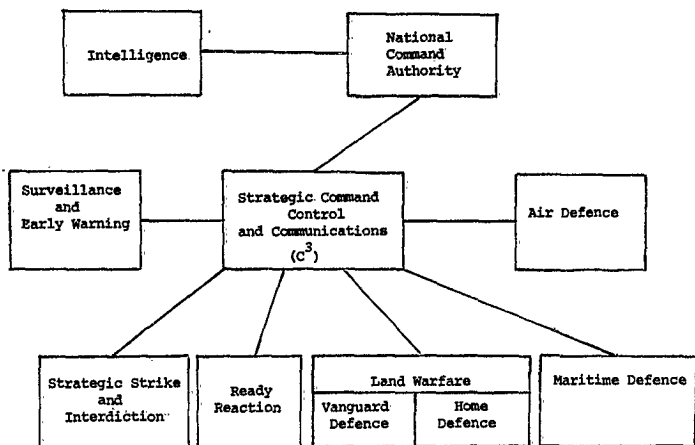 Intelligence
National
Command
Authority
Surveillance
and
Early Warning
Strategic Command
Control
and Communications
(C³)
Air Defence
Strategic Strike
and
Interdiction
Ready
Reaction
Land Warfare
Vanguard
Defence
Home
Defence
Maritime Defence